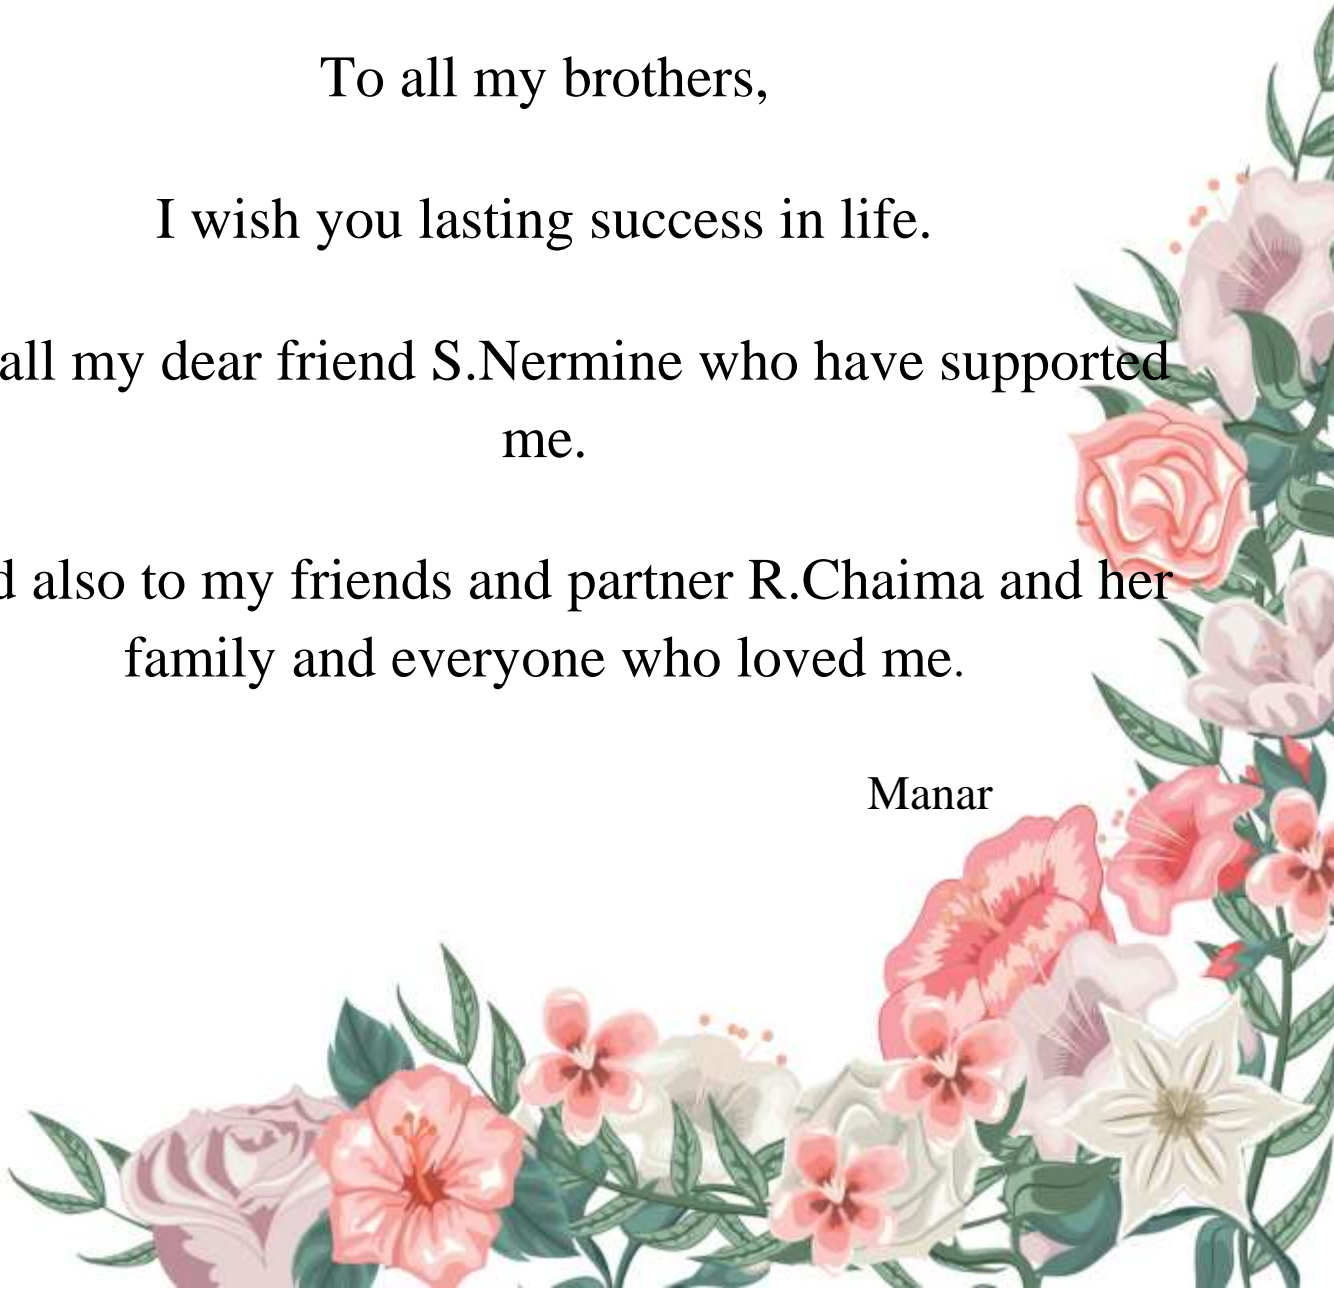 To all my brothers,
I wish you lasting success in life.
all my dear friend S.Nermine who have supported
me.
d also to my friends and partner R.Chaima and her
family and everyone who loved me.
Manar